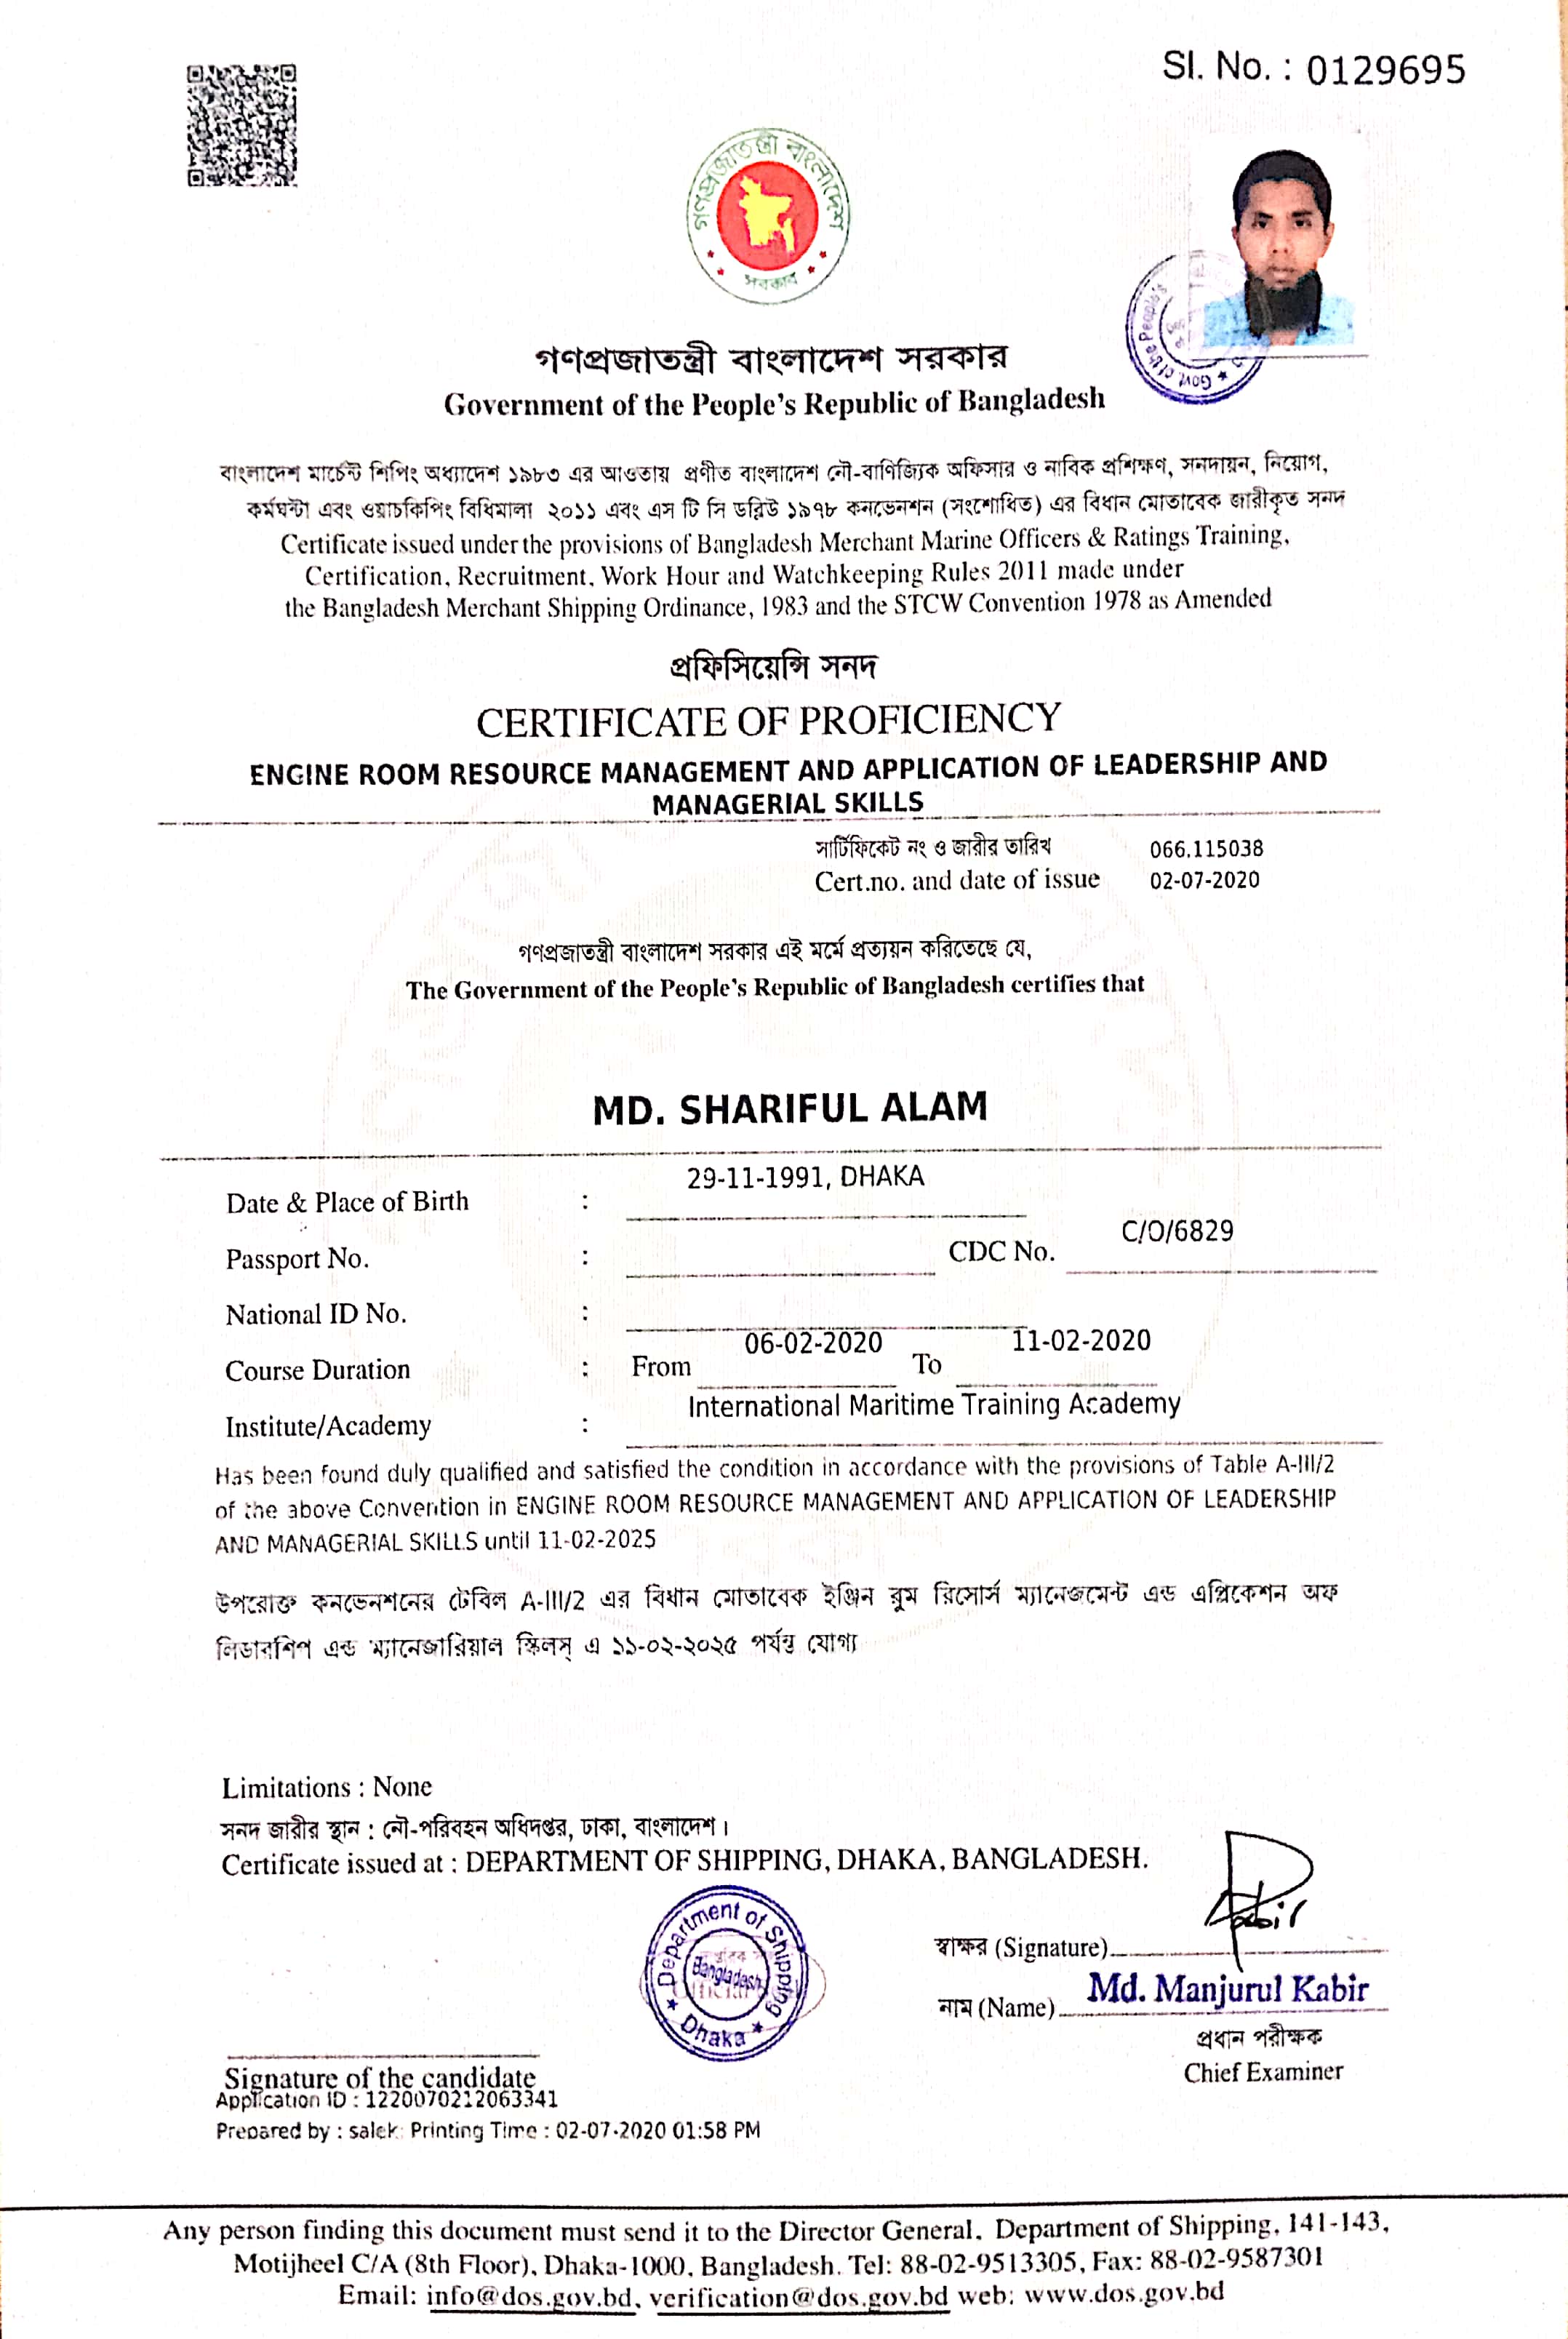 Sl. No. : 0129695
গণপ্রজাতন্ত্রী বাংলাদেশ
সরকার
Govt. of the People's
গণপ্রজাতন্ত্রী বাংলাদেশ সরকার
Government of the People's Republic of Bangladesh
বাংলাদেশ মার্চেন্ট শিপিং অধ্যাদেশ ১৯৮৩ এর আওতায় প্রণীত বাংলাদেশ নৌ-বাণিজ্যিক অফিসার ও নাবিক প্রশিক্ষণ, সনদায়ন, নিয়োগ,
কর্মঘন্টা এবং ওয়াচকিপিং বিধিমালা ২০১১ এবং এস টি সি ডব্লিউ ১৯৭৮ কনভেনশন (সংশোধিত) এর বিধান মোতাবেক জারীকৃত সনদ
Certificate issued under the provisions of Bangladesh Merchant Marine Officers & Ratings Training,
Certification, Recruitment, Work Hour and Watchkeeping Rules 2011 made under
the Bangladesh Merchant Shipping Ordinance, 1983 and the STCW Convention 1978 as Amended
প্রফিসিয়েন্সি সনদ
CERTIFICATE OF PROFICIENCY
ENGINE ROOM RESOURCE MANAGEMENT AND APPLICATION OF LEADERSHIP AND
MANAGERIAL SKILLS
সার্টিফিকেট নং ও জারীর তারিখ 066.115038
Cert.no. and date of issue 02-07-2020
গণপ্রজাতন্ত্রী বাংলাদেশ সরকার এই মর্মে প্রত্যয়ন করিতেছে যে,
The Government of the People's Republic of Bangladesh certifies that
MD. SHARIFUL ALAM
Date & Place of Birth : 29-11-1991, DHAKA
Passport No. : CDC No. C/O/6829
National ID No. :
Course Duration : From 06-02-2020 To 11-02-2020
Institute/Academy : International Maritime Training Academy
Has been found duly qualified and satisfied the condition in accordance with the provisions of Table A-III/2
of the above Convention in ENGINE ROOM RESOURCE MANAGEMENT AND APPLICATION OF LEADERSHIP
AND MANAGERIAL SKILLS until 11-02-2025
উপরোক্ত কনভেনশনের টেবিল A-III/2 এর বিধান মোতাবেক ইঞ্জিন রুম রিসোর্স ম্যানেজমেন্ট এন্ড এপ্লিকেশন অফ
লিডারশিপ এন্ড ম্যানেজারিয়াল স্কিলস্ এ ১১-০২-২০২৫ পর্যন্ত যোগ্য
Limitations : None
সনদ জারীর স্থান : নৌ-পরিবহন অধিদপ্তর, ঢাকা, বাংলাদেশ।
Certificate issued at : DEPARTMENT OF SHIPPING, DHAKA, BANGLADESH.
Department of Shipping
Bangladesh
Dhaka
স্বাক্ষর (Signature)
নাম (Name) Md. Manjurul Kabir
প্রধান পরীক্ষক
Chief Examiner
Signature of the candidate
Application ID : 1220070212063341
Prepared by : salek Printing Time : 02-07-2020 01:58 PM
Any person finding this document must send it to the Director General, Department of Shipping, 141-143,
Motijheel C/A (8th Floor), Dhaka-1000, Bangladesh. Tel: 88-02-9513305, Fax: 88-02-9587301
Email: info@dos.gov.bd, verification@dos.gov.bd web: www.dos.gov.bd